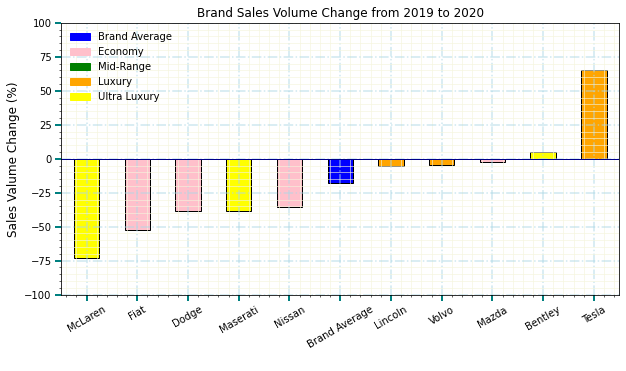 Brand Sales Volume Change from 2019 to 2020
Sales Valume Change (%)
100
75
50
25
0
−25
−50
−75
−100
Brand Average
Economy
Mid-Range
Luxury
Ultra Luxury
McLaren
Fiat
Dodge
Maserati
Nissan
Brand Average
Lincoln
Volvo
Mazda
Bentley
Tesla